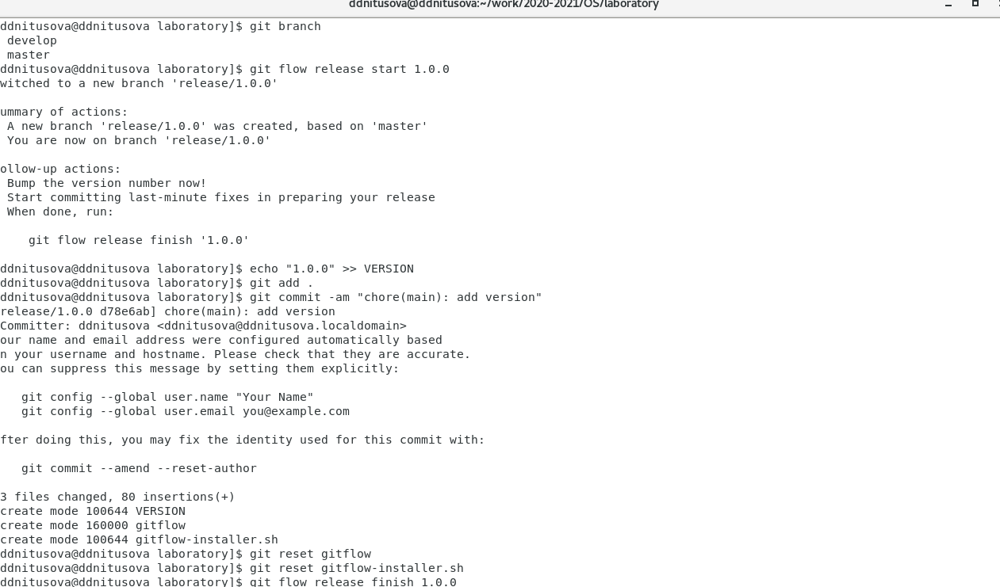 ddnitusova@ddnitusova:~/work/2020-2021/OS/laboratory
ddnitusova@ddnitusova laboratory]$ git branch
develop
master
ddnitusova@ddnitusova laboratory]$ git flow release start 1.0.0
witched to a new branch 'release/1.0.0'
ummary of actions:
A new branch 'release/1.0.0' was created, based on 'master'
You are now on branch 'release/1.0.0'
ollow-up actions:
Bump the version number now!
Start committing last-minute fixes in preparing your release
When done, run:
git flow release finish '1.0.0'
ddnitusova@ddnitusova laboratory]$ echo "1.0.0" >> VERSION
ddnitusova@ddnitusova laboratory]$ git add .
ddnitusova@ddnitusova laboratory]$ git commit -am "chore(main): add version"
release/1.0.0 d78e6ab] chore(main): add version
Committer: ddnitusova <ddnitusova@ddnitusova.localdomain>
our name and email address were configured automatically based
n your username and hostname. Please check that they are accurate.
ou can suppress this message by setting them explicitly:
git config --global user.name "Your Name"
git config --global user.email you@example.com
fter doing this, you may fix the identity used for this commit with:
git commit --amend --reset-author
3 files changed, 80 insertions(+)
create mode 100644 VERSION
create mode 160000 gitflow
create mode 100644 gitflow-installer.sh
ddnitusova@ddnitusova laboratory]$ git reset gitflow
ddnitusova@ddnitusova laboratory]$ git reset gitflow-installer.sh
ddnitusova@ddnitusova laboratory]$ git flow release finish 1.0.0